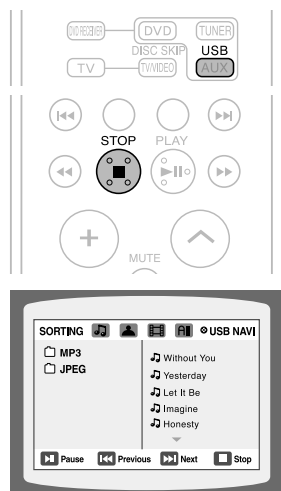 DVD RECEIVER DVD TUNER
DISC SKIP USB
TV TV/VIDEO AUX
STOP PLAY
MUTE
SORTING USB NAVI
MP3
JPEG
Without You
Yesterday
Let It Be
Imagine
Honesty
Pause Previous Next Stop